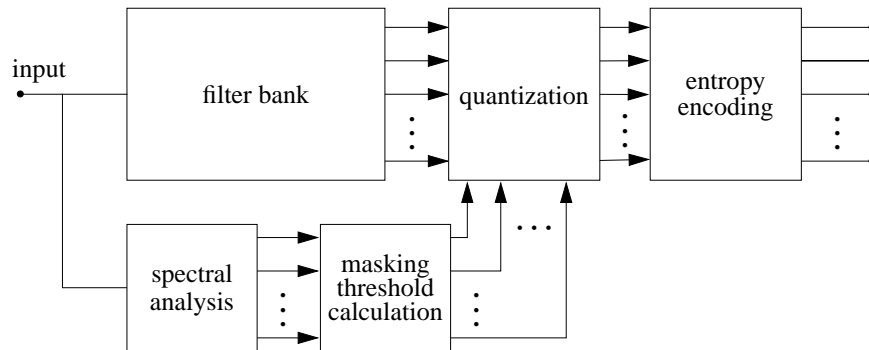 input
filter bank
quantization
entropy
encoding
spectral
analysis
masking
threshold
calculation